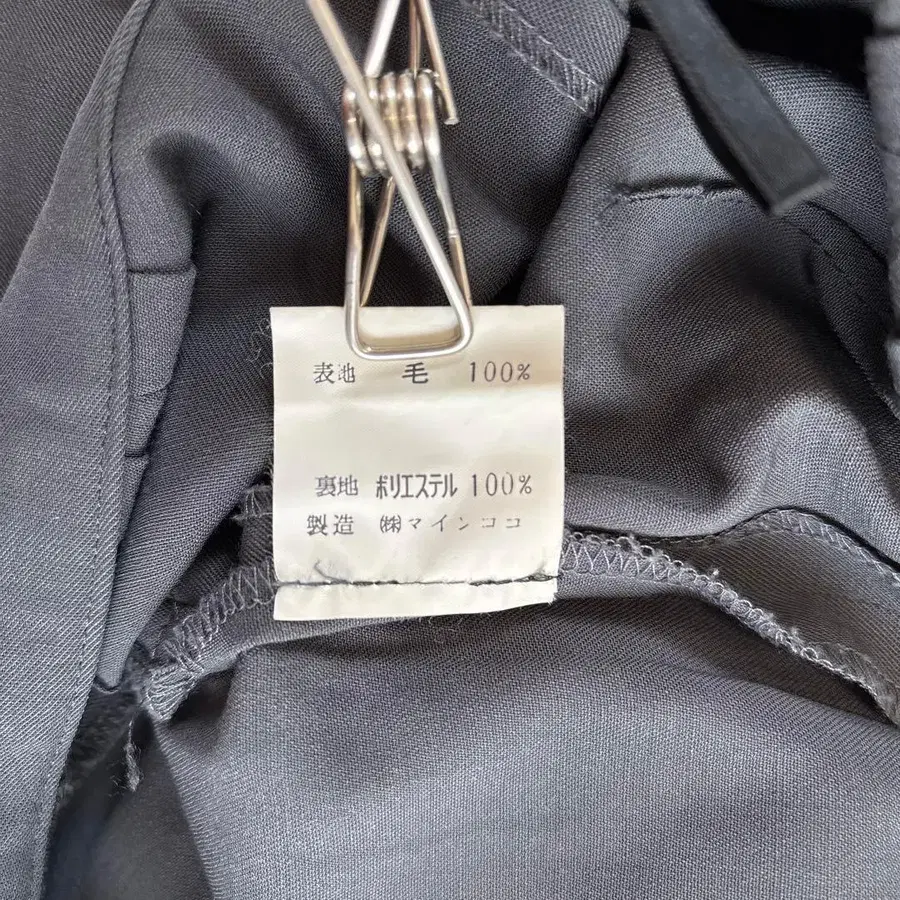 表地 毛 100%
裏地 ポリエステル 100%
製造 ㈱マインココ